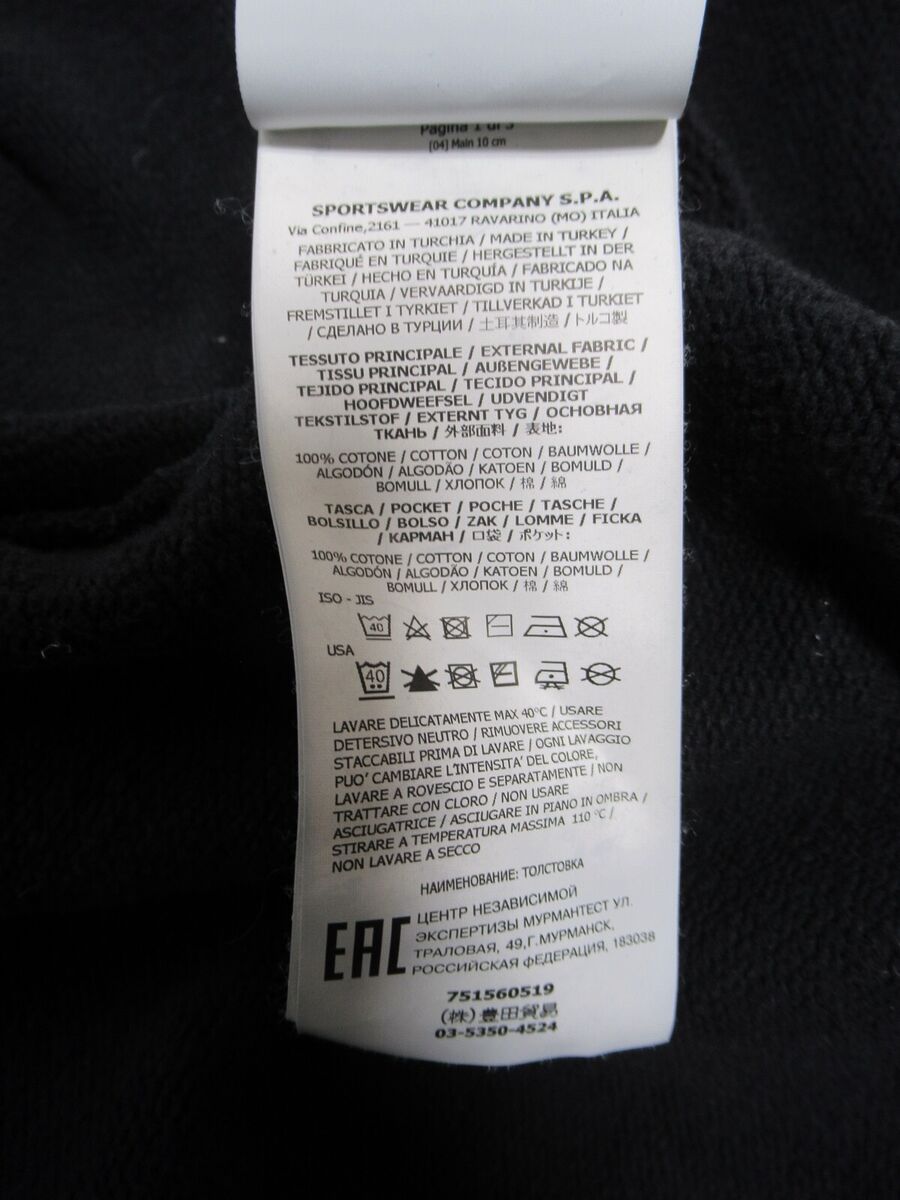 Pagina 1 di 3
[04] Main 10 cm
SPORTSWEAR COMPANY S.P.A.
Via Confine,2161 — 41017 RAVARINO (MO) ITALIA
FABBRICATO IN TURCHIA / MADE IN TURKEY /
FABRIQUÉ EN TURQUIE / HERGESTELLT IN DER
TÜRKEI / HECHO EN TURQUÍA / FABRICADO NA
TURQUIA / VERVAARDIGD IN TURKIJE /
FREMSTILLET I TYRKIET / TILLVERKAD I TURKIET
/ СДЕЛАНО В ТУРЦИИ / 土耳其制造 / トルコ製
TESSUTO PRINCIPALE / EXTERNAL FABRIC /
TISSU PRINCIPAL / AUßENGEWEBE /
TEJIDO PRINCIPAL / TECIDO PRINCIPAL /
HOOFDWEEFSEL / UDVENDIGT
TEKSTILSTOF / EXTERNT TYG / ОСНОВНАЯ
ТКАНЬ / 外部面料 / 表地:
100% COTONE / COTTON / COTON / BAUMWOLLE /
ALGODÓN / ALGODÃO / KATOEN / BOMULD /
BOMULL / ХЛОПОК / 棉 / 綿
TASCA / POCKET / POCHE / TASCHE /
BOLSILLO / BOLSO / ZAK / LOMME / FICKA
/ КАРМАН / 口袋 / ポケット:
100% COTONE / COTTON / COTON / BAUMWOLLE /
ALGODÓN / ALGODÃO / KATOEN / BOMULD /
BOMULL / ХЛОПОК / 棉 / 綿
ISO - JIS
40
USA
40
LAVARE DELICATAMENTE MAX 40°C / USARE
DETERSIVO NEUTRO / RIMUOVERE ACCESSORI
STACCABILI PRIMA DI LAVARE / OGNI LAVAGGIO
PUO' CAMBIARE L'INTENSITA' DEL COLORE,
LAVARE A ROVESCIO E SEPARATAMENTE / NON
TRATTARE CON CLORO / NON USARE
ASCIUGATRICE / ASCIUGARE IN PIANO IN OMBRA /
STIRARE A TEMPERATURA MASSIMA 110 °C /
NON LAVARE A SECCO
НАИМЕНОВАНИЕ: ТОЛСТОВКА
EAC
ЦЕНТР НЕЗАВИСИМОЙ
ЭКСПЕРТИЗЫ МУРМАНТЕСТ УЛ.
ТРАЛОВАЯ, 49,Г.МУРМАНСК,
РОССИЙСКАЯ ФЕДЕРАЦИЯ, 183038
751560519
(株) 豊田貿易
03-5350-4524